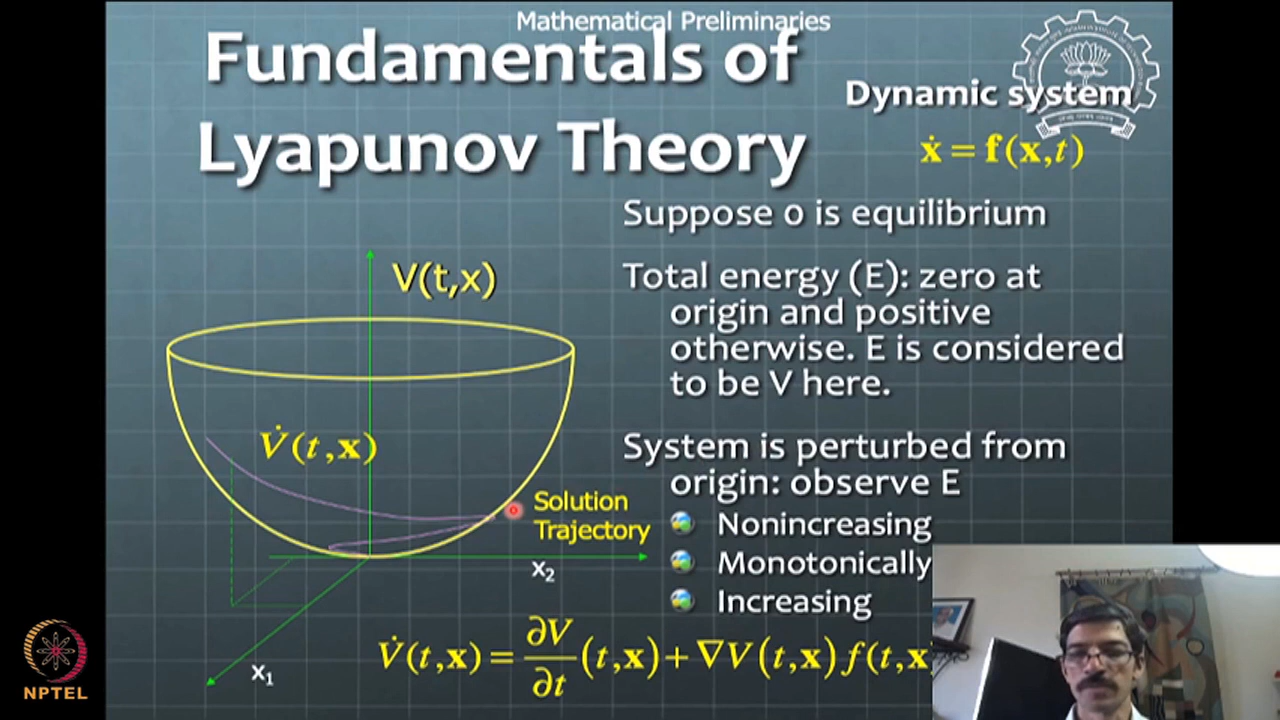 Mathematical Preliminaries
Fundamentals of
Lyapunov Theory
Dynamic system
ẋ = f(x,t)
Suppose 0 is equilibrium
Total energy (E): zero at
origin and positive
otherwise. E is considered
to be V here.
System is perturbed from
origin: observe E
Nonincreasing
Monotonically
Increasing
V(t,x)
V̇(t,x)
Solution
Trajectory
x₂
x₁
V̇(t,x) = ∂V/∂t (t,x) + ∇V(t,x) f(t,x
NPTEL